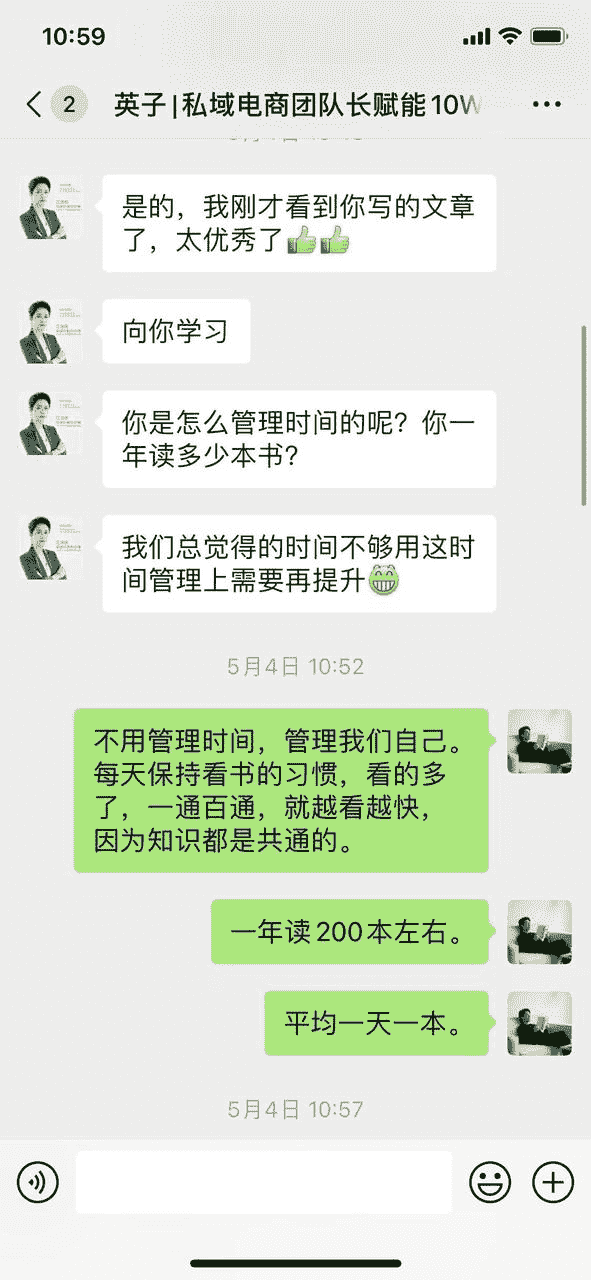 10:59
2
英子|私域电商团队长赋能10W
是的，我刚才看到你写的文章
了，太优秀了👍👍
向你学习
你是怎么管理时间的呢？你一
年读多少本书？
我们总觉得的时间不够用这时
间管理上需要再提升😁
5月4日 10:52
不用管理时间，管理我们自己。
每天保持看书的习惯，看的多
了，一通百通，就越看越快，
因为知识都是共通的。
一年读200本左右。
平均一天一本。
5月4日 10:57